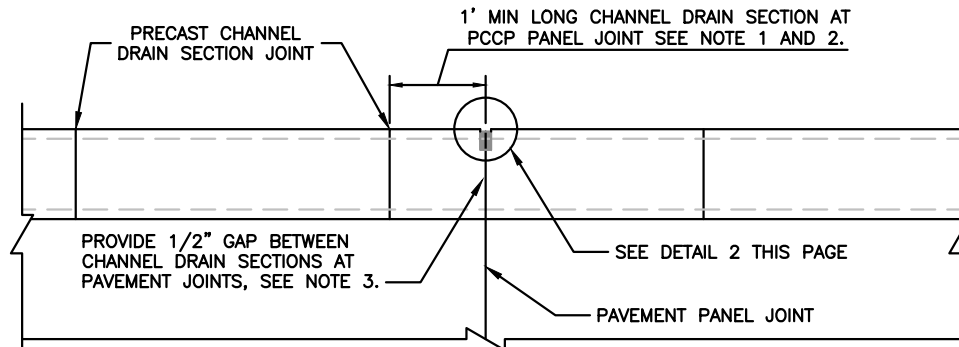 PRECAST CHANNEL
DRAIN SECTION JOINT
1' MIN LONG CHANNEL DRAIN SECTION AT
PCCP PANEL JOINT SEE NOTE 1 AND 2.
PROVIDE 1/2" GAP BETWEEN
CHANNEL DRAIN SECTIONS AT
PAVEMENT JOINTS, SEE NOTE 3.
SEE DETAIL 2 THIS PAGE
PAVEMENT PANEL JOINT